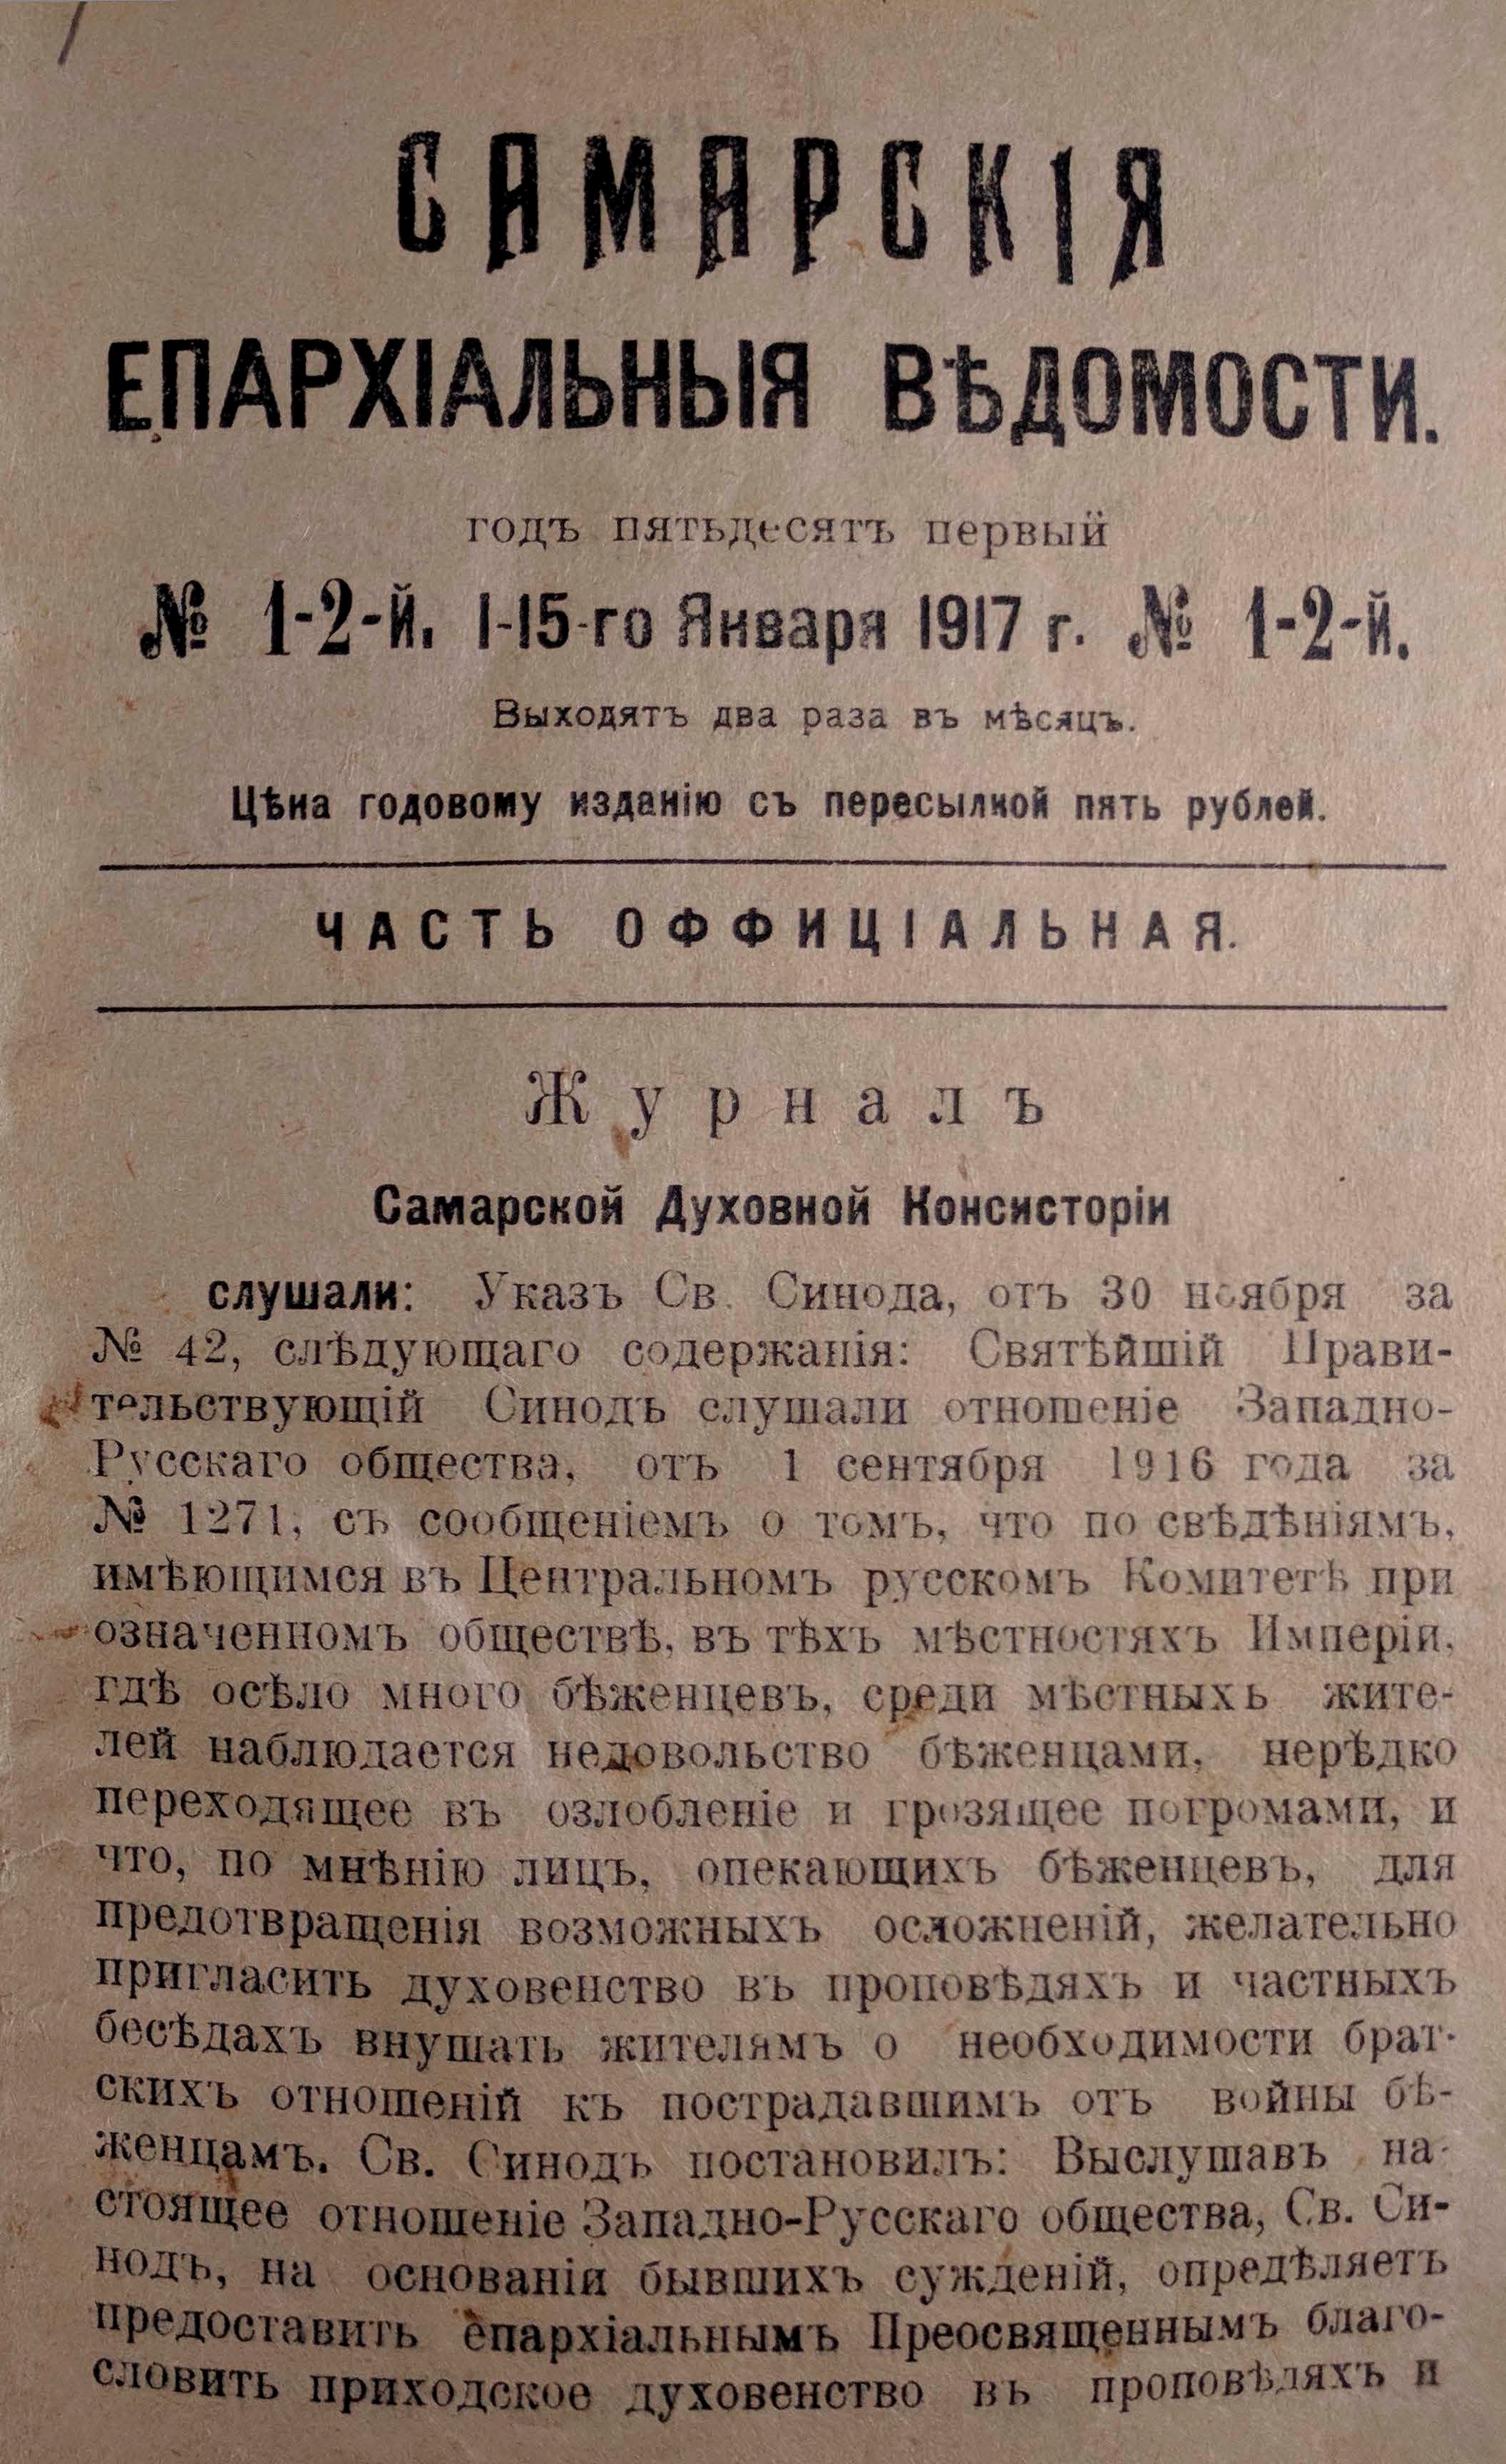 САМАРСКІЯ
ЕПАРХІАЛЬНЫЯ ВѢДОМОСТИ.
годъ пятьдесятъ первый
№ 1-2-й. 1-15-го Января 1917 г. № 1-2-й.
Выходятъ два раза въ мѣсяцъ.
Цѣна годовому изданію съ пересылкой пять рублей.
ЧАСТЬ ОФФИЦІАЛЬНАЯ.
Журналъ
Самарской Духовной Консисторіи
слушали: Указъ Св. Синода, отъ 30 ноября за
№ 42, слѣдующаго содержанія: Святѣйшій Прави-
тельствующій Синодъ слушали отношеніе Западно-
Русскаго общества, отъ 1 сентября 1916 года за
№ 1271, съ сообщеніемъ о томъ, что по свѣдѣніямъ,
имѣющимся въ Центральномъ русскомъ Комитетѣ при
означенномъ обществѣ, въ тѣхъ мѣстностяхъ Имперіи,
гдѣ осѣло много бѣженцевъ, среди мѣстныхъ жите-
лей наблюдается недовольство бѣженцами, нерѣдко
переходящее въ озлобленіе и грозящее погромами, и
что, по мнѣнію лицъ, опекающихъ бѣженцевъ, для
предотвращенія возможныхъ осложненій, желательно
пригласить духовенство въ проповѣдяхъ и частныхъ
бесѣдахъ внушать жителямъ о необходимости брат-
скихъ отношеній къ пострадавшимъ отъ войны бѣ-
женцамъ. Св. Синодъ постановилъ: Выслушавъ на-
стоящее отношеніе Западно-Русскаго общества, Св. Си-
нодъ, на основаніи бывшихъ сужденій, опредѣляетъ
предоставить епархіальнымъ Преосвященнымъ благо-
словить приходское духовенство въ проповѣдяхъ и